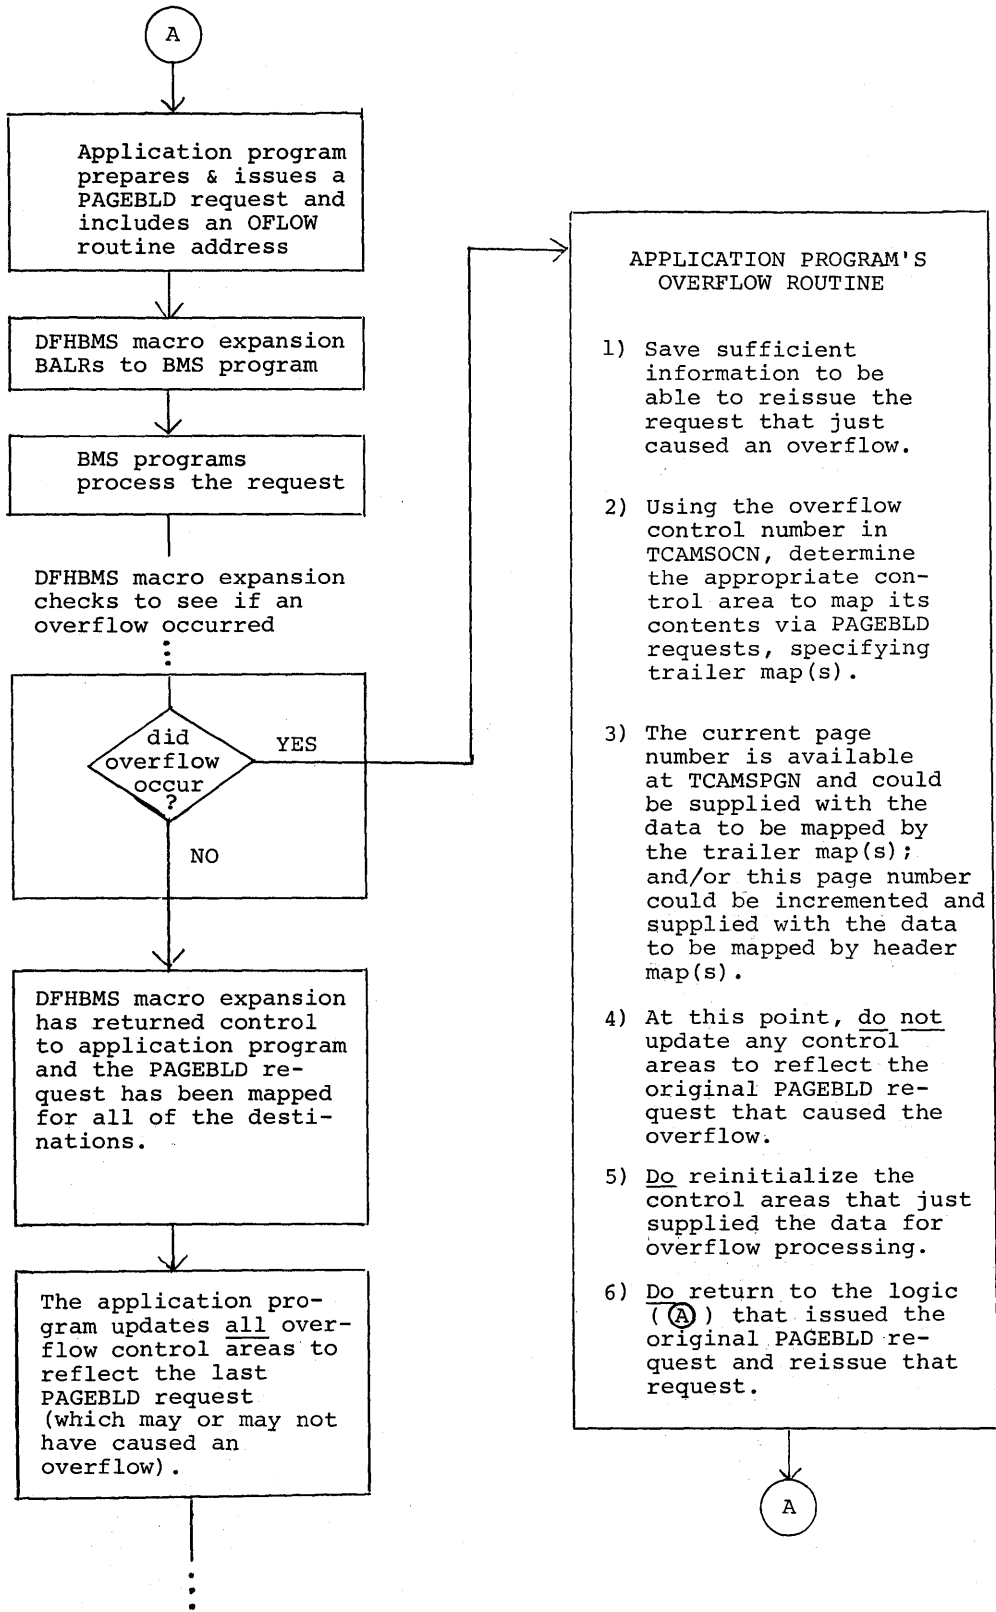 A
Application program
prepares & issues a
PAGEBLD request and
includes an OFLOW
routine address
DFHBMS macro expansion
BALRs to BMS program
BMS programs
process the request
DFHBMS macro expansion
checks to see if an
overflow occurred
did
overflow
occur
?
YES
NO
DFHBMS macro expansion
has returned control
to application program
and the PAGEBLD re-
quest has been mapped
for all of the desti-
nations.
The application pro-
gram updates all over-
flow control areas to
reflect the last
PAGEBLD request
(which may or may not
have caused an
overflow).
APPLICATION PROGRAM'S
OVERFLOW ROUTINE
1) Save sufficient
information to be
able to reissue the
request that just
caused an overflow.
2) Using the overflow
control number in
TCAMSOCN, determine
the appropriate con-
trol area to map its
contents via PAGEBLD
requests, specifying
trailer map(s).
3) The current page
number is available
at TCAMSPGN and could
be supplied with the
data to be mapped by
the trailer map(s);
and/or this page number
could be incremented and
supplied with the data
to be mapped by header
map(s).
4) At this point, do not
update any control
areas to reflect the
original PAGEBLD re-
quest that caused the
overflow.
5) Do reinitialize the
control areas that just
supplied the data for
overflow processing.
6) Do return to the logic
(A) that issued the
original PAGEBLD re-
quest and reissue that
request.
A